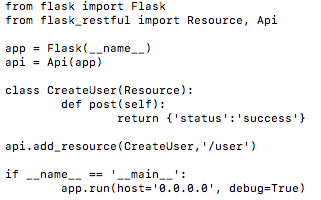 from flask import Flask
from flask_restful import Resource, Api

app = Flask(__name__)
api = Api(app)

class CreateUser(Resource):
        def post(self):
                return {'status':'success'}

api.add_resource(CreateUser,'/user')

if __name__ == '__main__':
        app.run(host='0.0.0.0', debug=True)